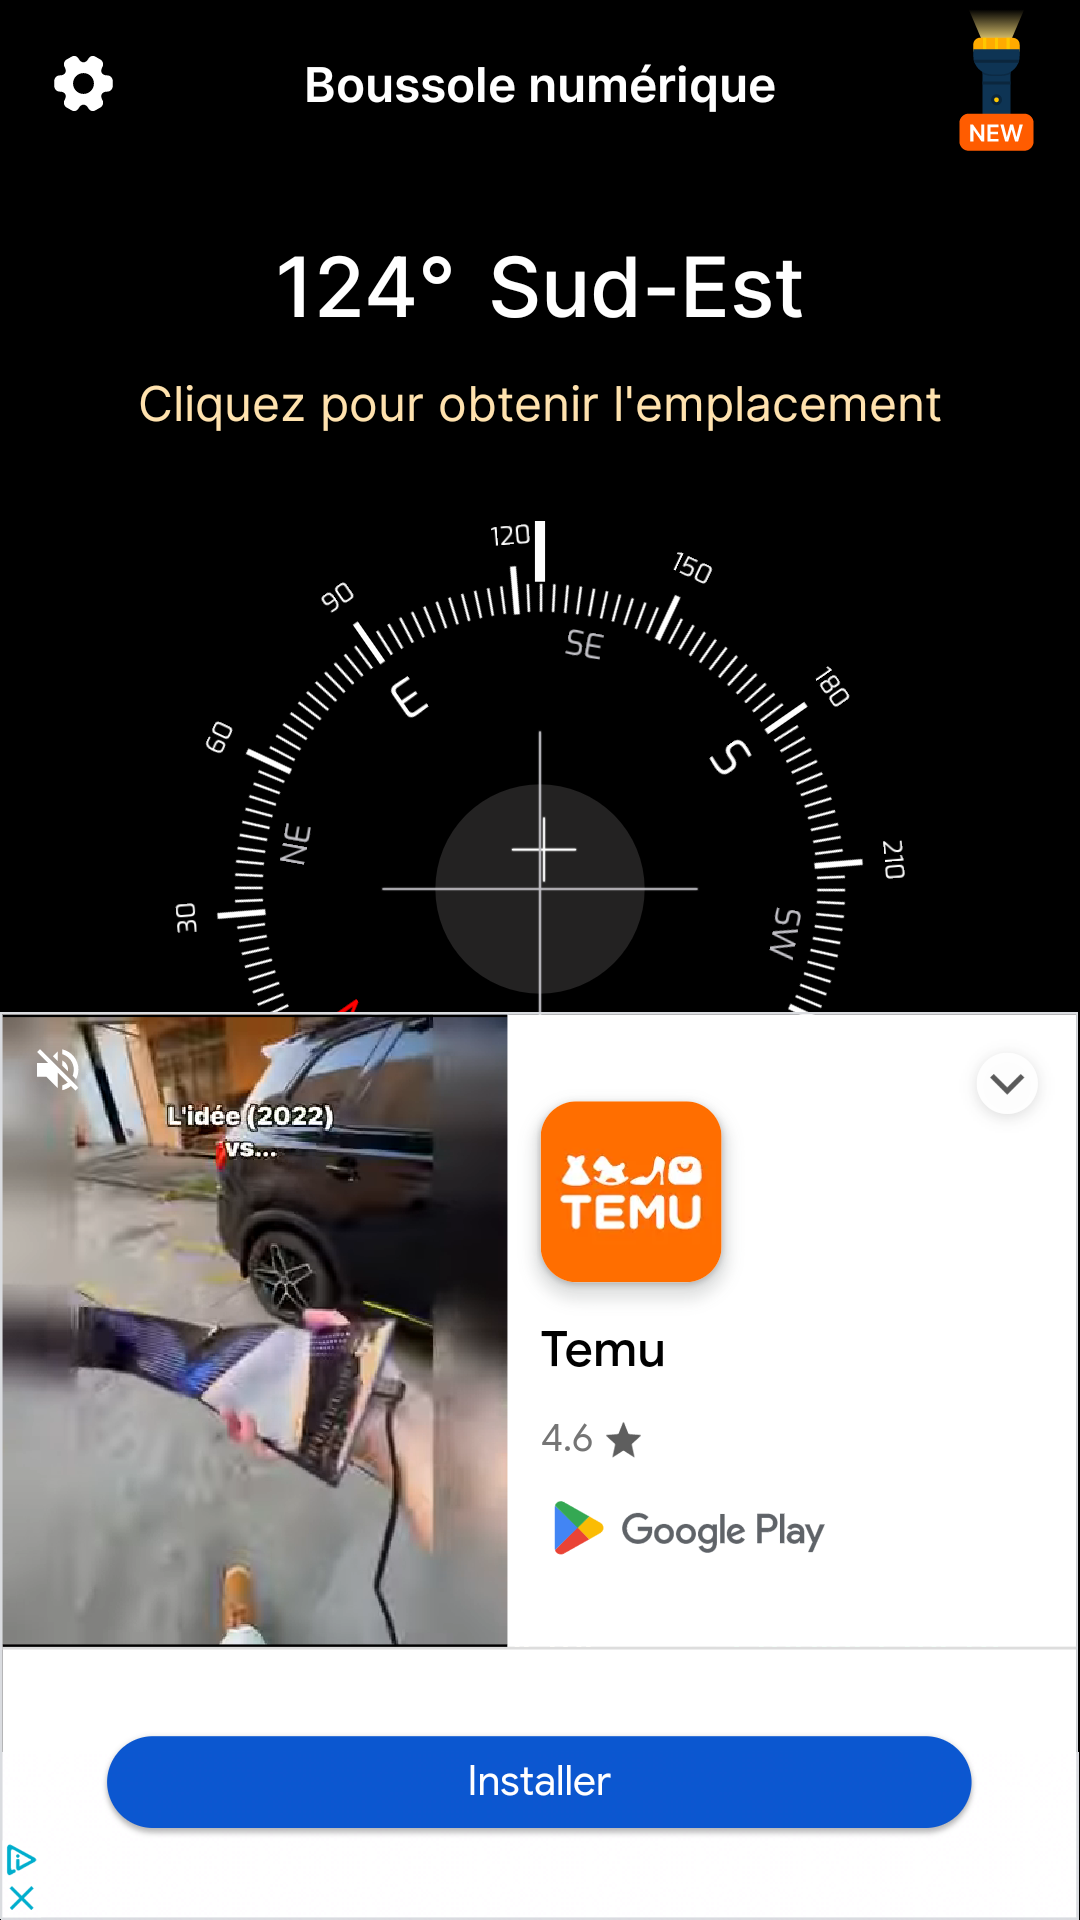 Boussole numérique
NEW
124° Sud-Est
Cliquez pour obtenir l'emplacement
120
150
90
SE
180
E
60
S
NE
210
30
SW
L'idée (2022)
vs...
TEMU
Temu
4.6
Google Play
Installer